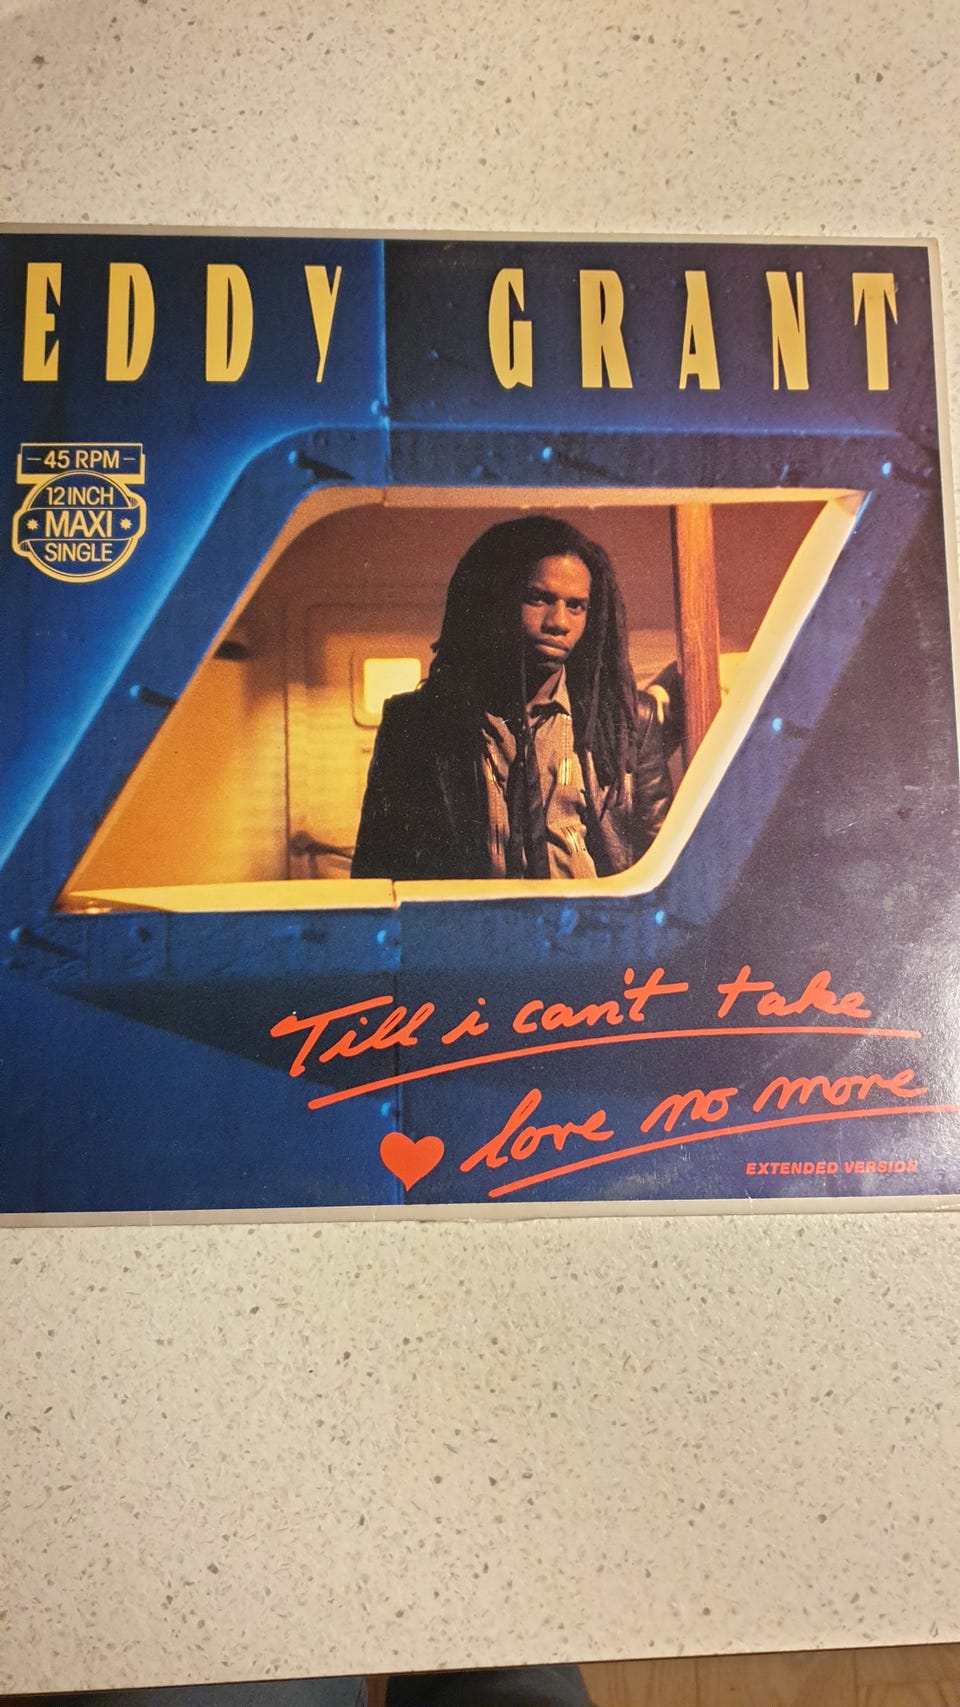 EDDY GRANT
45 RPM
12 INCH
MAXI
SINGLE
Till i can't take
love no more
EXTENDED VERSION